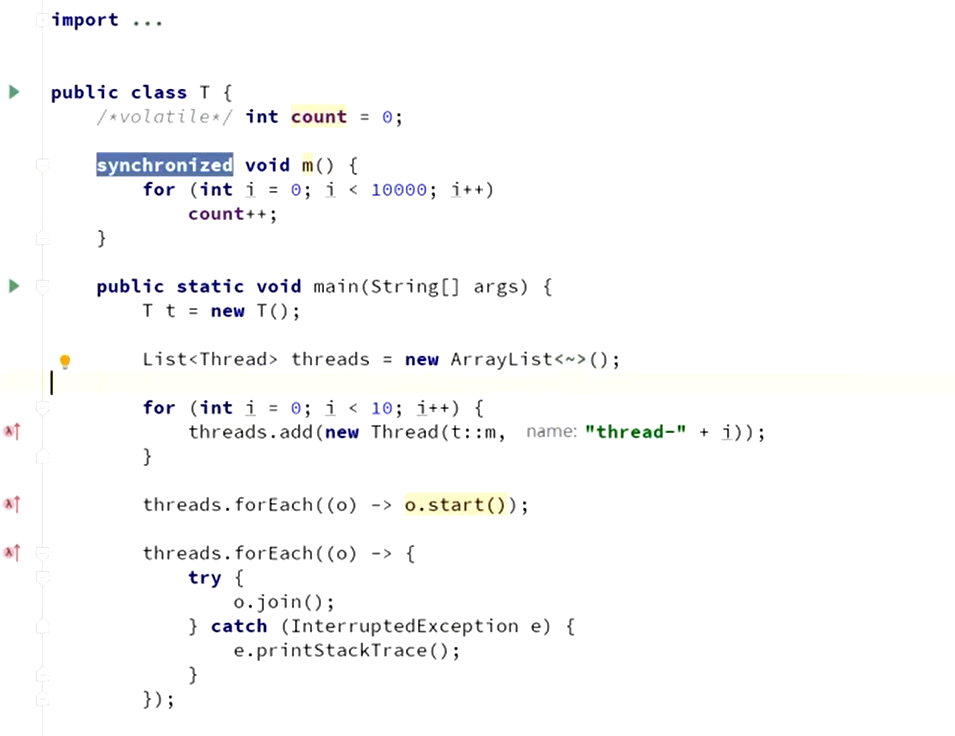 import ...
public class T {
/*volatile*/ int count = 0;
synchronized void m() {
for (int i = 0; i < 10000; i++)
count++;
}
public static void main(String[] args) {
T t = new T();
List<Thread> threads = new ArrayList<~>();
for (int i = 0; i < 10; i++) {
threads.add(new Thread(t::m, name: "thread-" + i));
}
threads.forEach((o) -> o.start());
threads.forEach((o) -> {
try {
o.join();
} catch (InterruptedException e) {
e.printStackTrace();
}
});